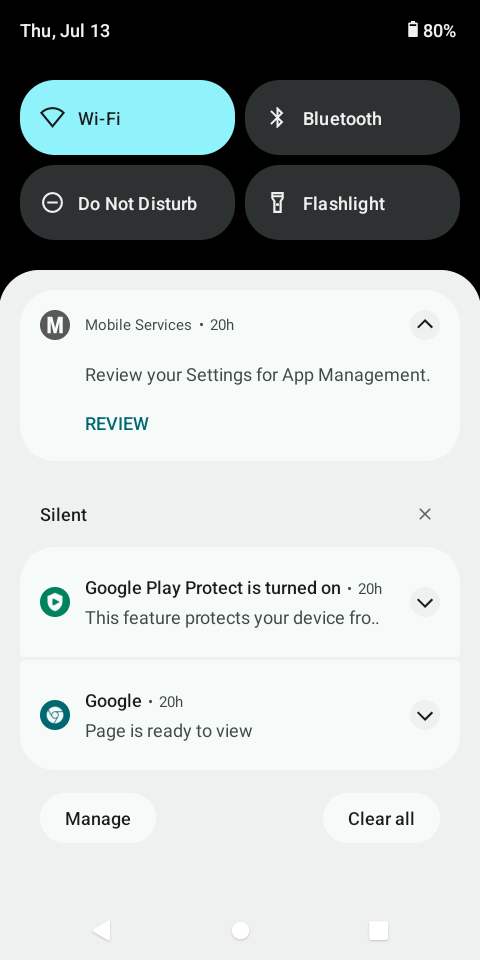 Thu, Jul 13
80%
Wi-Fi
Bluetooth
Do Not Disturb
Flashlight
M
Mobile Services • 20h
Review your Settings for App Management.
REVIEW
Silent
Google Play Protect is turned on • 20h
This feature protects your device fro..
Google • 20h
Page is ready to view
Manage
Clear all